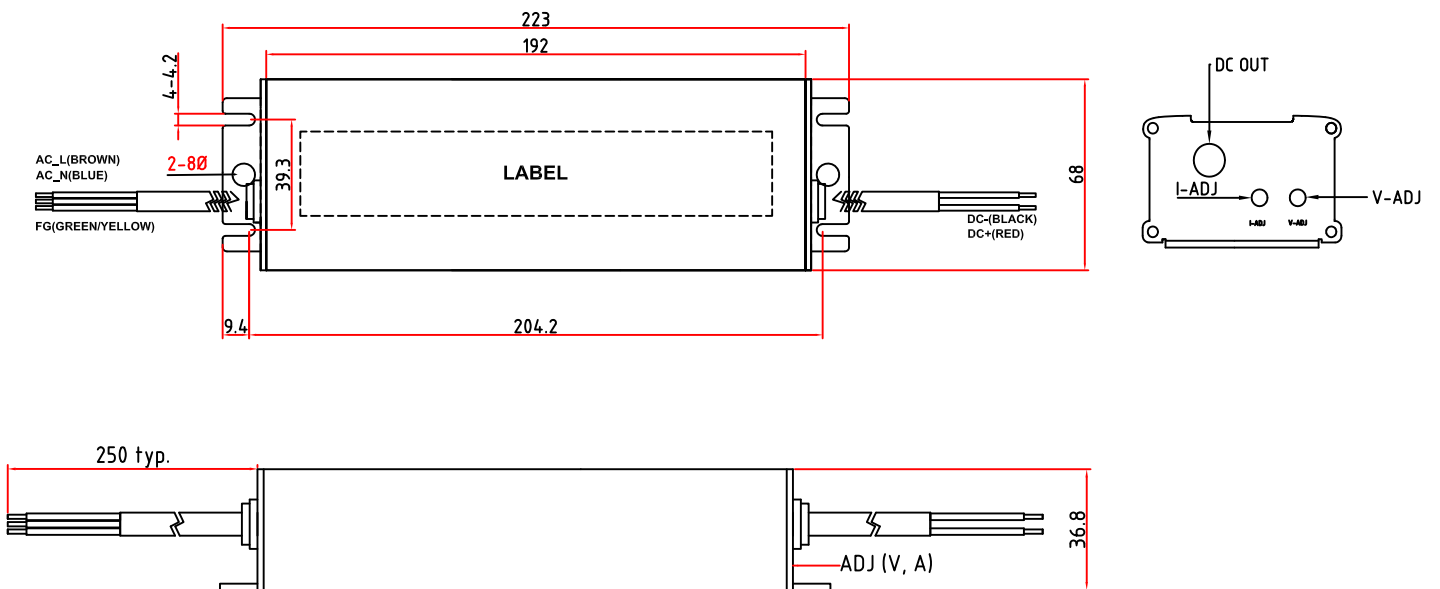 223
192
4-4.2
AC_L(BROWN)
AC_N(BLUE)
FG(GREEN/YELLOW)
2-8Ø
39.3
LABEL
68
DC-(BLACK)
DC+(RED)
9.4
204.2
DC OUT
I-ADJ
V-ADJ
I-ADJ
V-ADJ
250 typ.
36.8
ADJ (V, A)